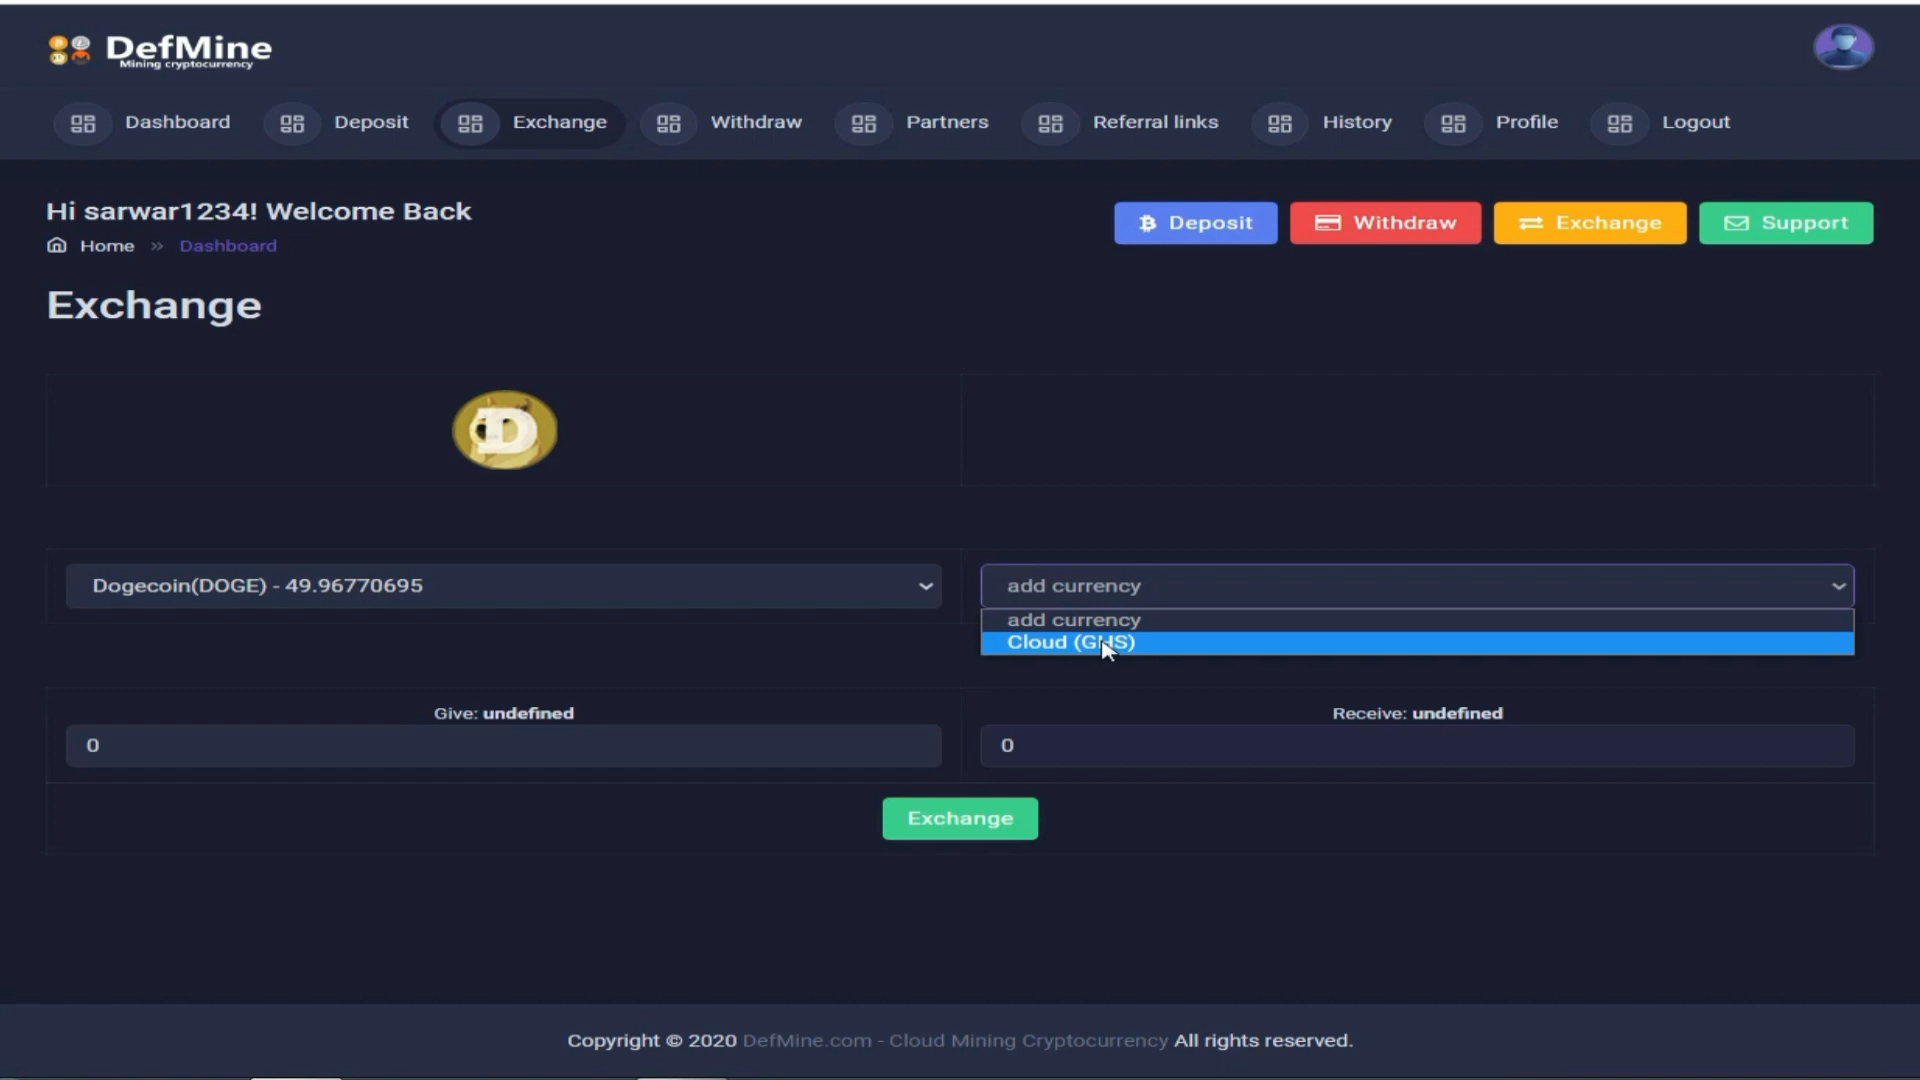 DefMine
Mining cryptocurrency
Dashboard Deposit Exchange Withdraw Partners Referral links History Profile Logout
Hi sarwar1234! Welcome Back
Home » Dashboard
Deposit Withdraw Exchange Support
Exchange
Dogecoin(DOGE) - 49.96770695
add currency
add currency
Cloud (GHS)
Give: undefined
Receive: undefined
0
0
Exchange
Copyright © 2020 DefMine.com - Cloud Mining Cryptocurrency All rights reserved.